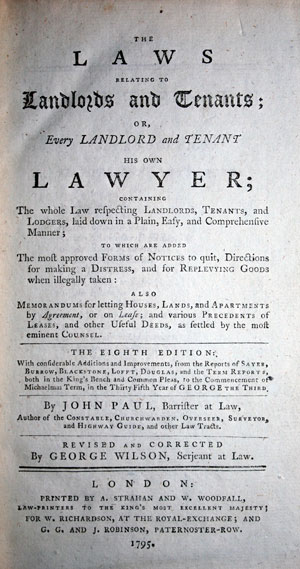 THE
LAWS
RELATING TO
Landlords and Tenants;
OR,
Every LANDLORD and TENANT
HIS OWN
LAWYER;
CONTAINING
The whole Law reſpecting LANDLORDS, TENANTS, and
LODGERS, laid down in a Plain, Eaſy, and Comprehenſive
Manner;
TO WHICH ARE ADDED
The moſt approved FORMS of NOTICES to quit, Directions
for making a DISTRESS, and for REPLEVYING GOODS
when illegally taken:
ALSO
MEMORANDUMS for letting HOUSES, LANDS, and APARTMENTS
by Agreement, or on Leaſe; and various PRECEDENTS of
LEASES, and other Uſeful DEEDS, as ſettled by the moſt
eminent COUNSEL.
THE EIGHTH EDITION:
With conſiderable Additions and Improvements, from the Reports of SAYER,
BURROW, BLACKSTONE, LOFFT, DOUGLAS, and the TERM REPORTS,
both in the King's Bench and Common Pleas, to the Commencement of
Michaelmas Term, in the Thirty Fifth Year of GEORGE THE THIRD.
By JOHN PAUL, Barriſter at Law,
Author of the CONSTABLE, CHURCHWARDEN, OVERSEER, SURVEYOR,
and HIGHWAY GUIDE, and other Law Tracts.
REVISED AND CORRECTED
By GEORGE WILSON, Serjeant at Law.
LONDON:
PRINTED BY A. STRAHAN AND W. WOODFALL,
LAW-PRINTERS TO THE KING'S MOST EXCELLENT MAJESTY;
FOR W. RICHARDSON, AT THE ROYAL-EXCHANGE; AND
G. G. AND J. ROBINSON, PATERNOSTER-ROW.
1795.